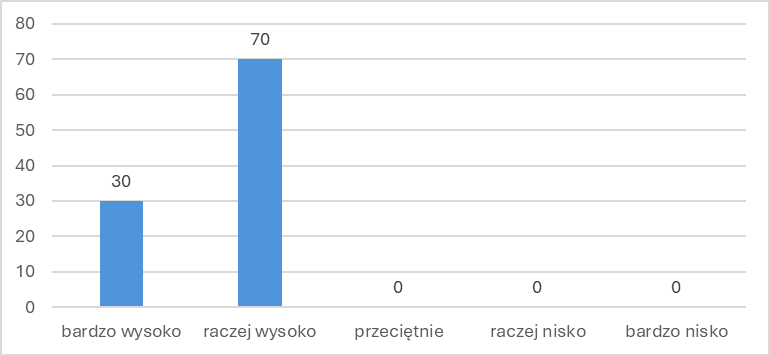 80
70
60
50
40
30
20
10
0
30
70
0
0
0
bardzo wysoko
raczej wysoko
przeciętnie
raczej nisko
bardzo nisko